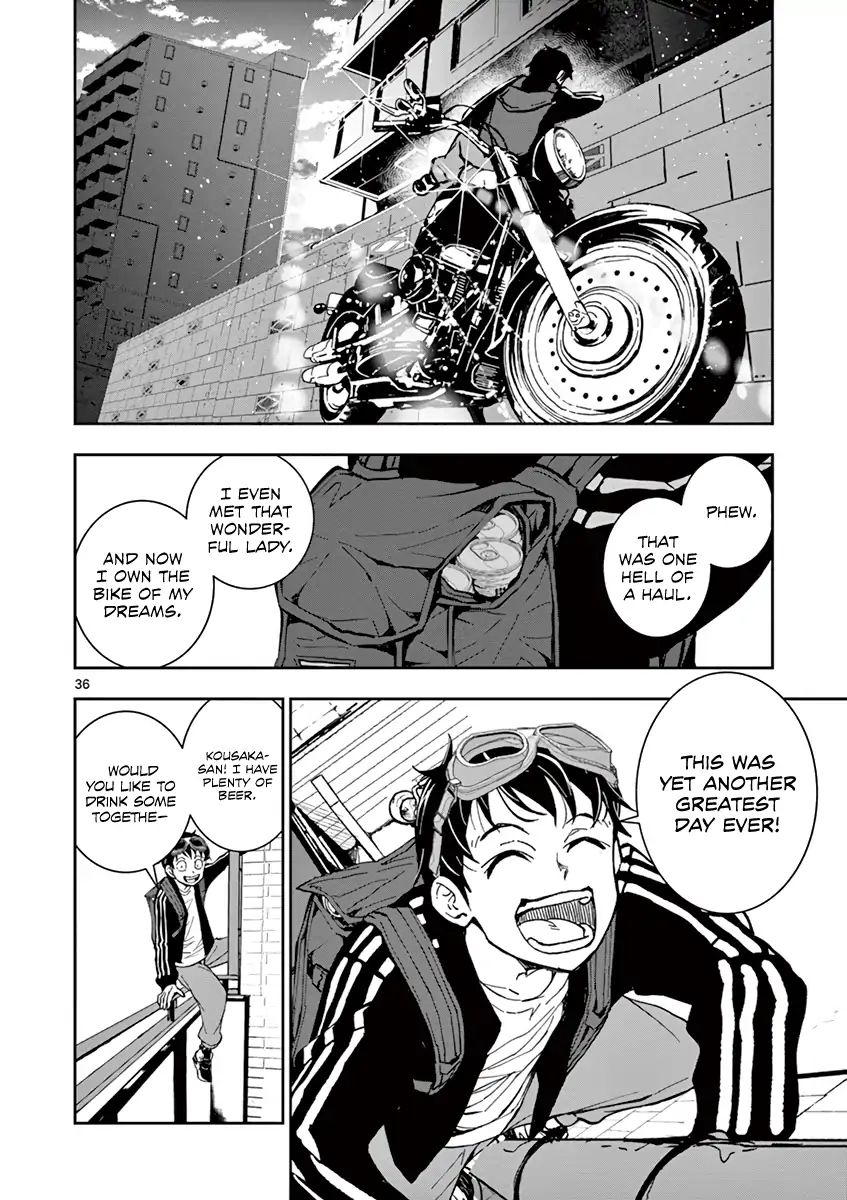 PHEW.
THAT
WAS ONE
HELL OF
A HAUL.
I EVEN
MET THAT
WONDER-
FUL LADY.
AND NOW
I OWN THE
BIKE OF MY
DREAMS.
36
THIS WAS
YET ANOTHER
GREATEST
DAY EVER!
KOUSAKA-
SAN! I HAVE
PLENTY OF
BEER.
WOULD
YOU LIKE TO
DRINK SOME
TOGETHE–